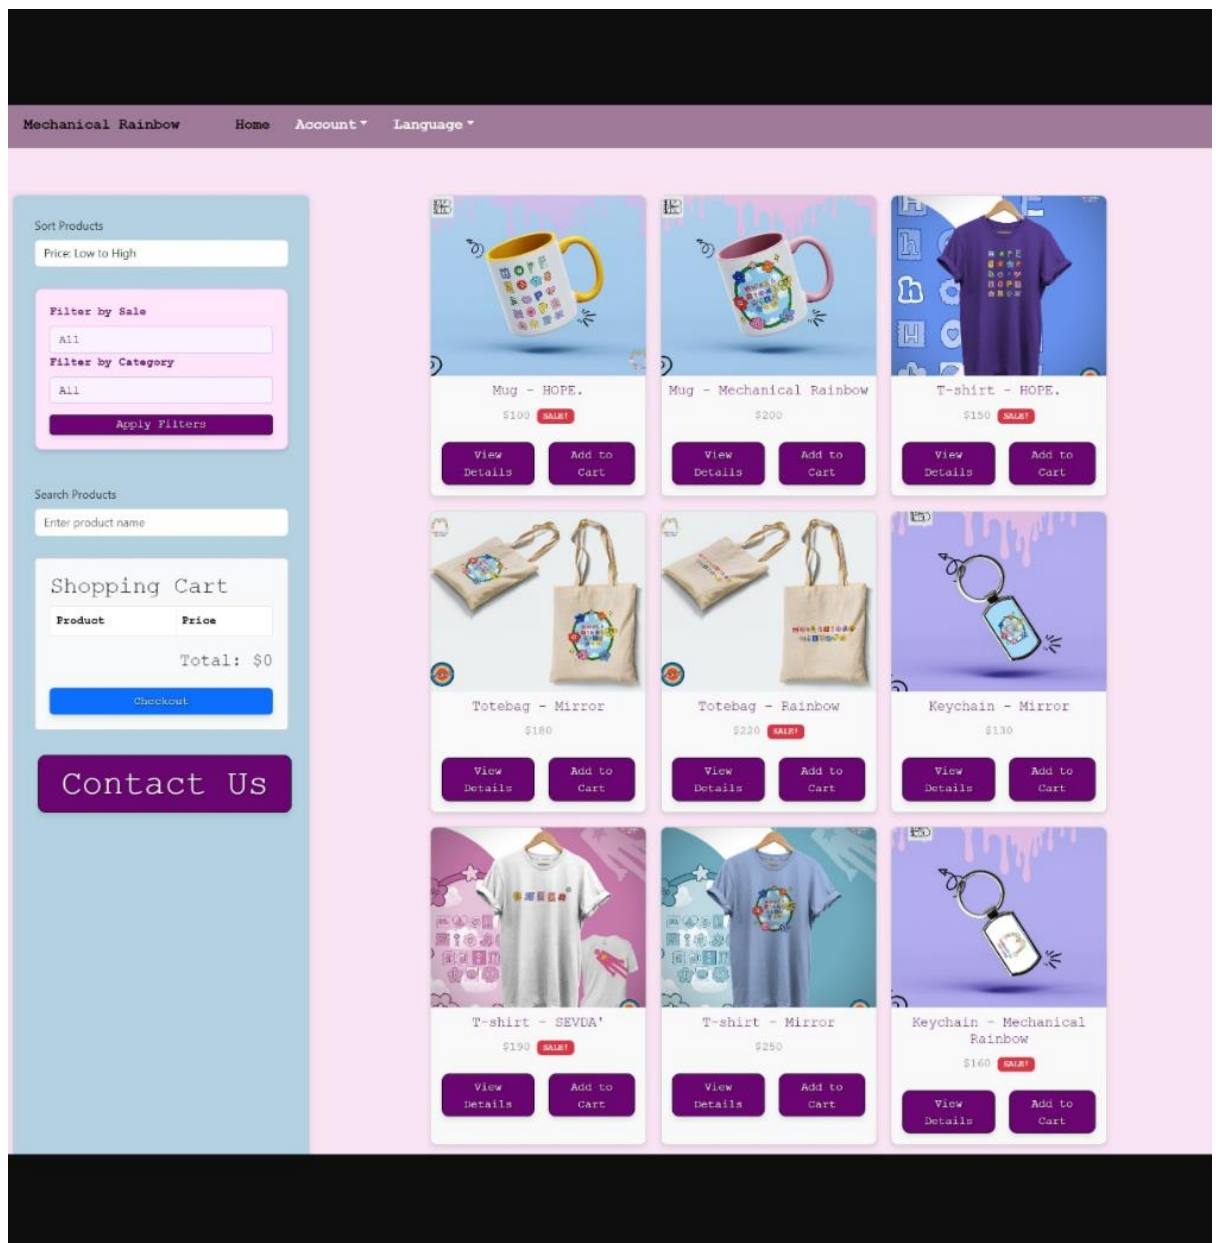 Mechanical Rainbow Home Account Language
Sort Products
Price: Low to High
Filter by Sale
All
Filter by Category
All
Apply Filters
Search Products
Enter product name
Shopping Cart
Product Price
Total: $0
Checkout
Contact Us
Mug - HOPE.
$100 SALE!
View Details
Add to Cart
Mug - Mechanical Rainbow
$200
View Details
Add to Cart
T-shirt - HOPE.
$150 SALE!
View Details
Add to Cart
Totebag - Mirror
$180
View Details
Add to Cart
Totebag - Rainbow
$220 SALE!
View Details
Add to Cart
Keychain - Mirror
$130
View Details
Add to Cart
T-shirt - SEVDA'
$190 SALE!
View Details
Add to Cart
T-shirt - Mirror
$250
View Details
Add to Cart
Keychain - Mechanical
Rainbow
$160 SALE!
View Details
Add to Cart